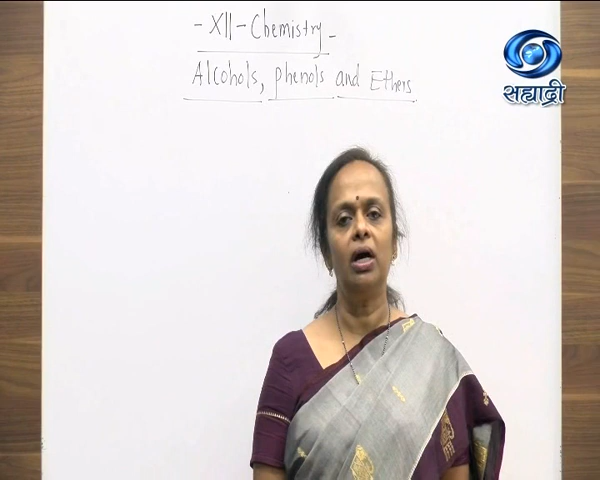 - XII - Chemistry -
Alcohols, phenols and Ethers
सह्याद्री